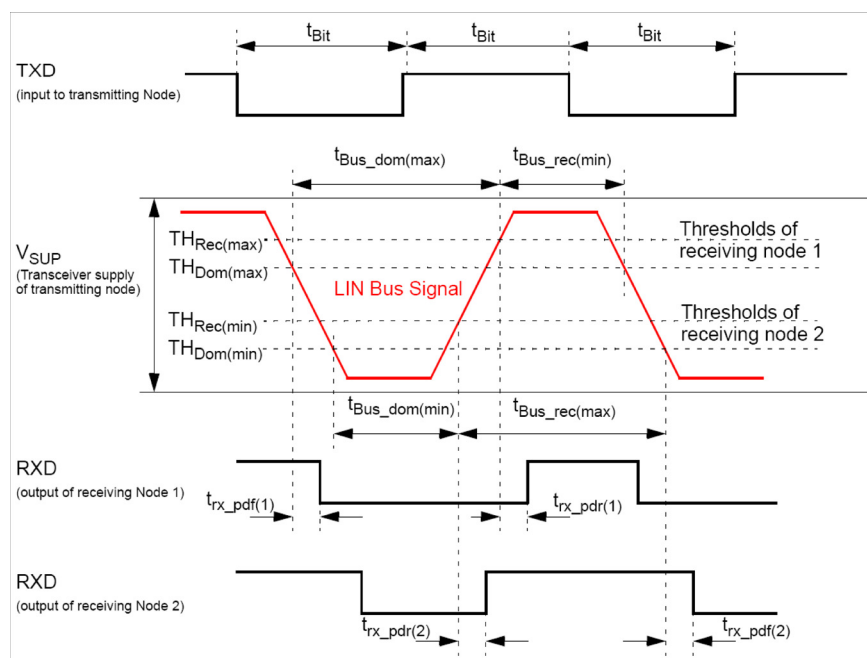 tBit tBit tBit
TXD
(input to transmitting Node)
tBus_dom(max) tBus_rec(min)
VSUP
(Transceiver supply
of transmitting node)
THRec(max)
THDom(max)
THRec(min)
THDom(min)
LIN Bus Signal
Thresholds of
receiving node 1
Thresholds of
receiving node 2
tBus_dom(min) tBus_rec(max)
RXD
(output of receiving Node 1)
trx_pdf(1) trx_pdr(1)
RXD
(output of receiving Node 2)
trx_pdr(2) trx_pdf(2)